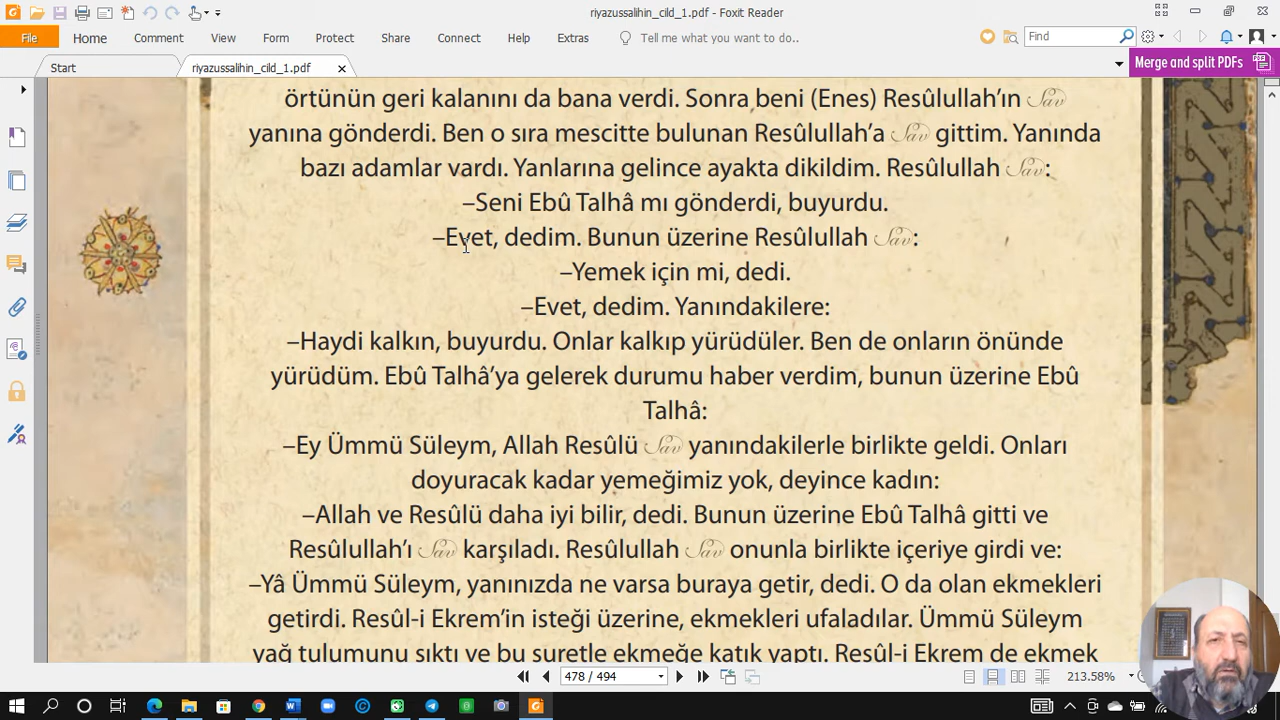 riyazussalihin_cild_1.pdf - Foxit Reader
File Home Comment View Form Protect Share Connect Help Extras Tell me what you want to do.. Find
Start riyazussalihin_cild_1.pdf Merge and split PDFs
örtünün geri kalanını da bana verdi. Sonra beni (Enes) Resûlullah’ın Sav
yanına gönderdi. Ben o sıra mescitte bulunan Resûlullah’a Sav gittim. Yanında
bazı adamlar vardı. Yanlarına gelince ayakta dikildim. Resûlullah Sav:
–Seni Ebû Talhâ mı gönderdi, buyurdu.
–Evet, dedim. Bunun üzerine Resûlullah Sav:
–Yemek için mi, dedi.
–Evet, dedim. Yanındakilere:
–Haydi kalkın, buyurdu. Onlar kalkıp yürüdüler. Ben de onların önünde
yürüdüm. Ebû Talhâ’ya gelerek durumu haber verdim, bunun üzerine Ebû
Talhâ:
–Ey Ümmü Süleym, Allah Resûlü Sav yanındakilerle birlikte geldi. Onları
doyuracak kadar yemeğimiz yok, deyince kadın:
–Allah ve Resûlü daha iyi bilir, dedi. Bunun üzerine Ebû Talhâ gitti ve
Resûlullah’ı Sav karşıladı. Resûlullah Sav onunla birlikte içeriye girdi ve:
–Yâ Ümmü Süleym, yanınızda ne varsa buraya getir, dedi. O da olan ekmekleri
getirdi. Resûl-i Ekrem’in isteği üzerine, ekmekleri ufaladılar. Ümmü Süleym
yağ tulumunu sıktı ve bu suretle ekmeğe katık yaptı. Resûl-i Ekrem de ekmek
478 / 494 213.58%